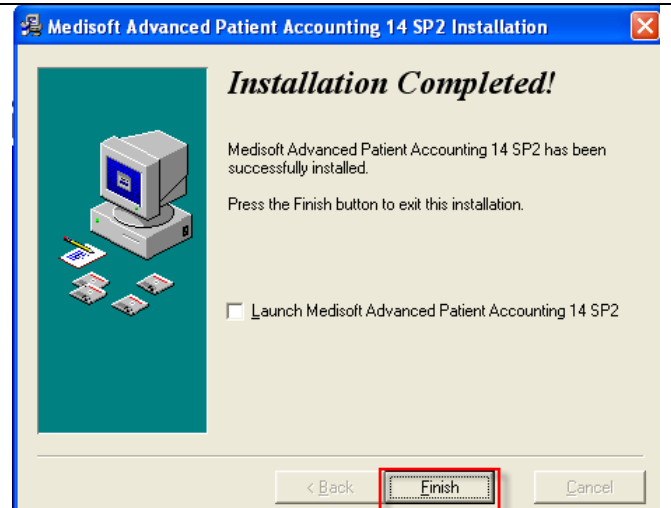 Medisoft Advanced Patient Accounting 14 SP2 Installation
Installation Completed!
Medisoft Advanced Patient Accounting 14 SP2 has been
successfully installed.
Press the Finish button to exit this installation.
Launch Medisoft Advanced Patient Accounting 14 SP2
< Back
Finish
Cancel